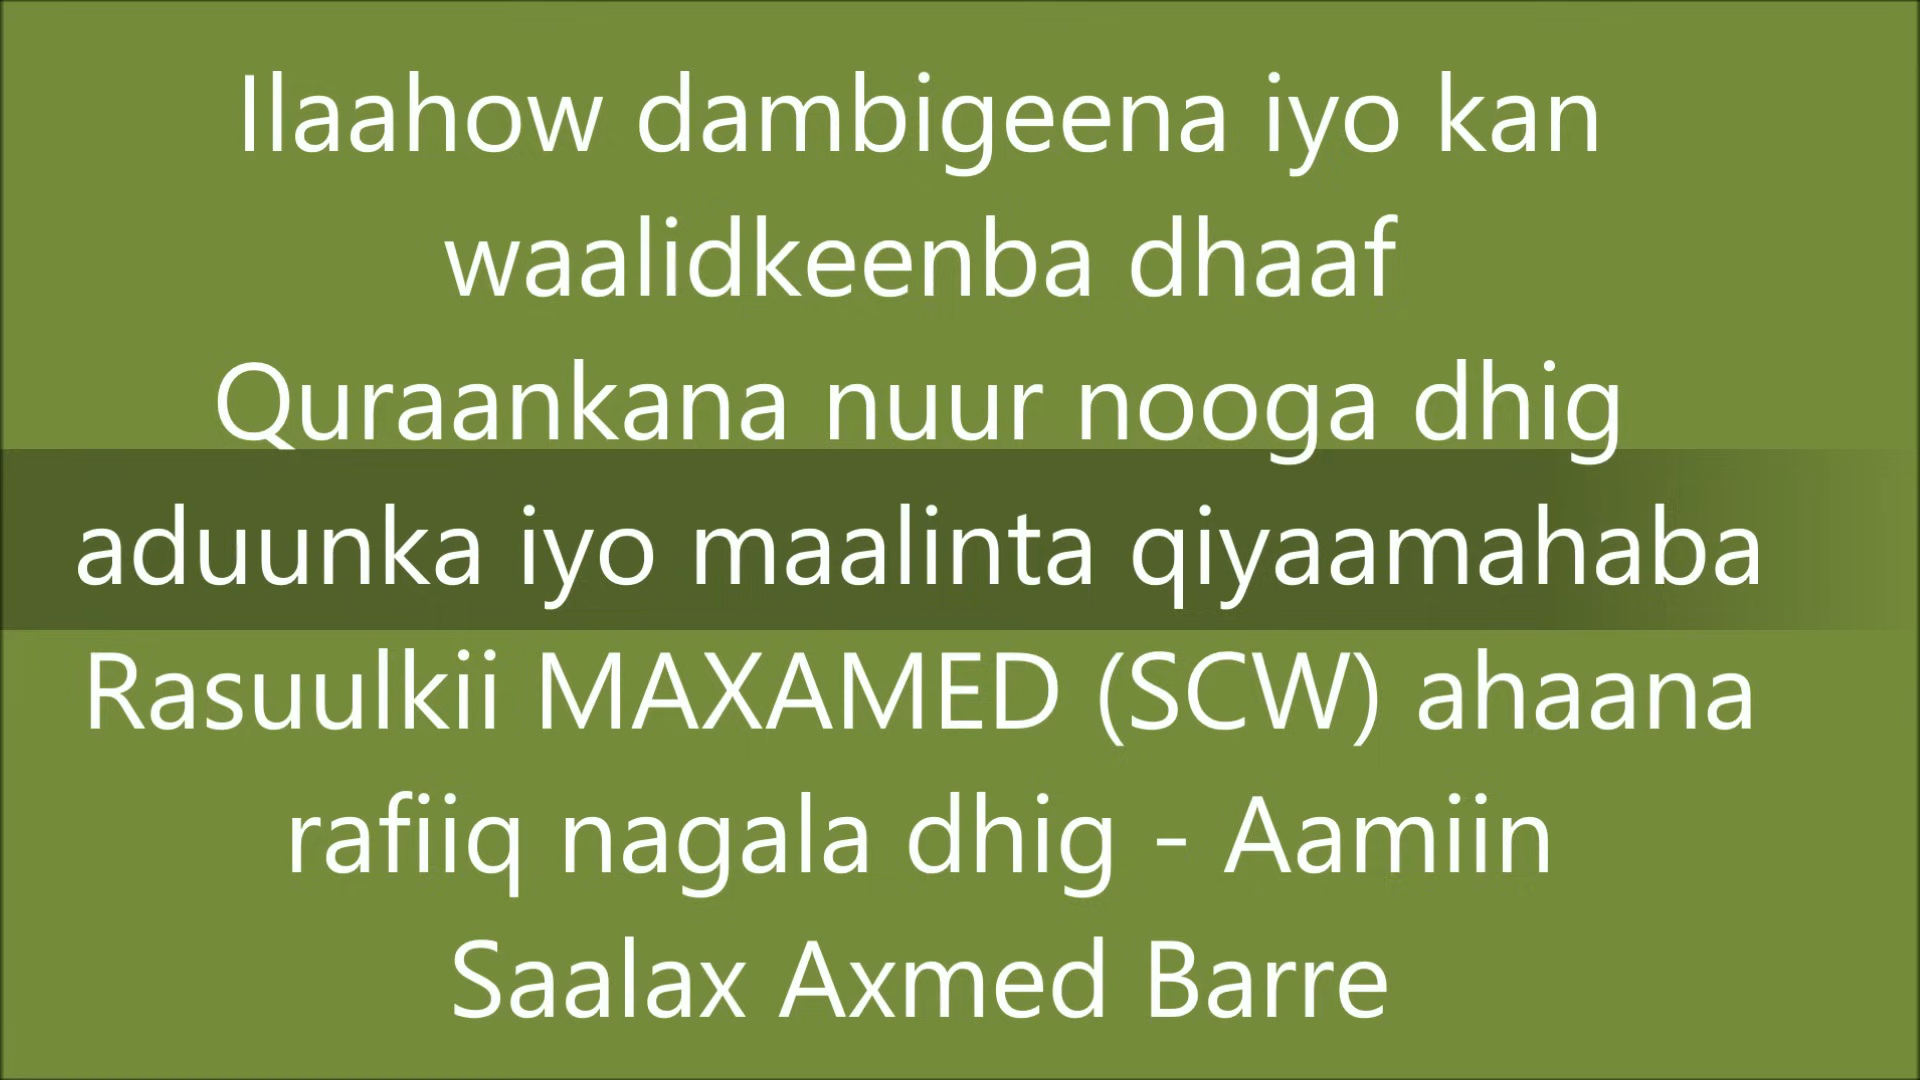 Ilaahow dambigeena iyo kan
waalidkeenba dhaaf
Quraankana nuur nooga dhig
aduunka iyo maalinta qiyaamahaba
Rasuulkii MAXAMED (SCW) ahaana
rafiiq nagala dhig - Aamiin
Saalax Axmed Barre